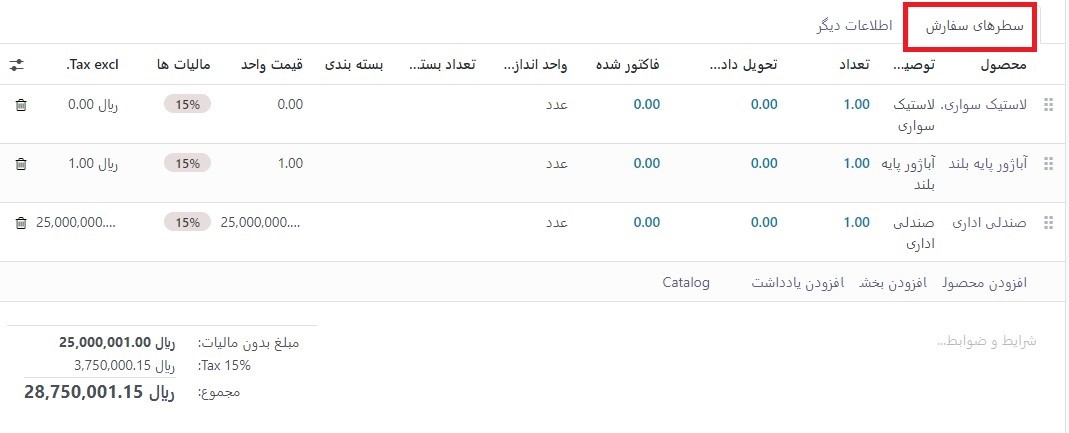 سطرهای سفارش اطلاعات دیگر
محصول توصی... تعداد تحویل داد... فاکتور شده واحد انداز... تعداد بست... بسته بندی قیمت واحد مالیات ها Tax excl.
لاستیک سواری. لاستیک سواری 1.00 0.00 0.00 عدد 0.00 15% ریال 0.00
آباژور پایه بلند آباژور پایه بلند 1.00 0.00 0.00 عدد 1.00 15% ریال 1.00
صندلی اداری صندلی اداری 1.00 0.00 0.00 عدد 25,000,000.... 15% 25,000,000....
افزودن محصول افزودن بخش افزودن یادداشت Catalog
شرایط و ضوابط...
مبلغ بدون مالیات: ریال 25,000,001.00
Tax 15%: ریال 3,750,000.15
مجموع: ریال 28,750,001.15